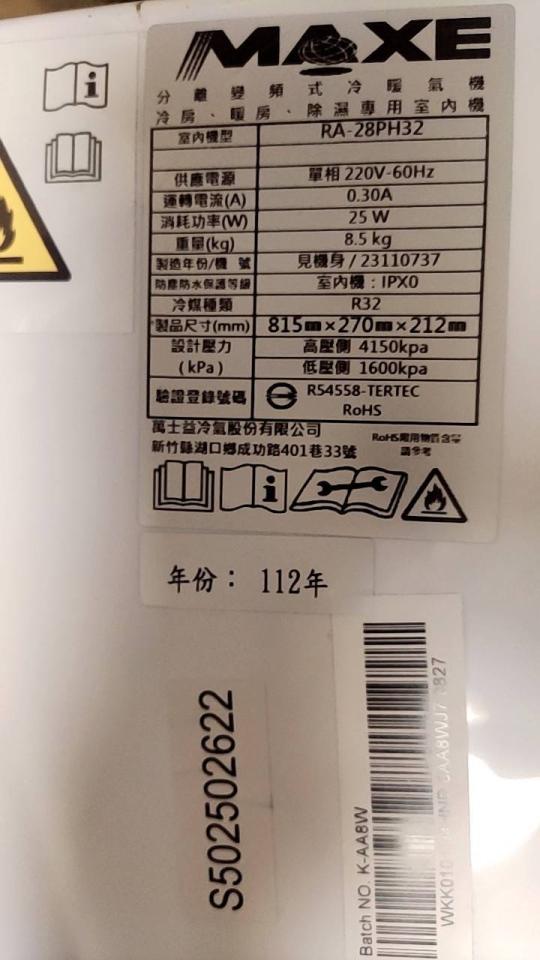 MAXE
分離變頻式冷暖氣機
冷房、暖房、除濕專用室內機
室內機型 RA-28PH32
供應電源 單相 220V-60Hz
運轉電流(A) 0.30A
消耗功率(W) 25 W
重量(kg) 8.5 kg
製造年份/機 號 見機身 / 23110737
防塵防水保護等級 室內機：IPX0
冷媒種類 R32
製品尺寸(mm) 815㎜×270㎜×212㎜
設計壓力 高壓側 4150kpa
(kPa) 低壓側 1600kpa
驗證登錄號碼 R54558-TERTEC
RoHS
萬士益冷氣股份有限公司
新竹縣湖口鄉成功路401巷33號
RoHS限用物質含
請參考
年份： 112年
S502502622
Batch NO. K-AA8W